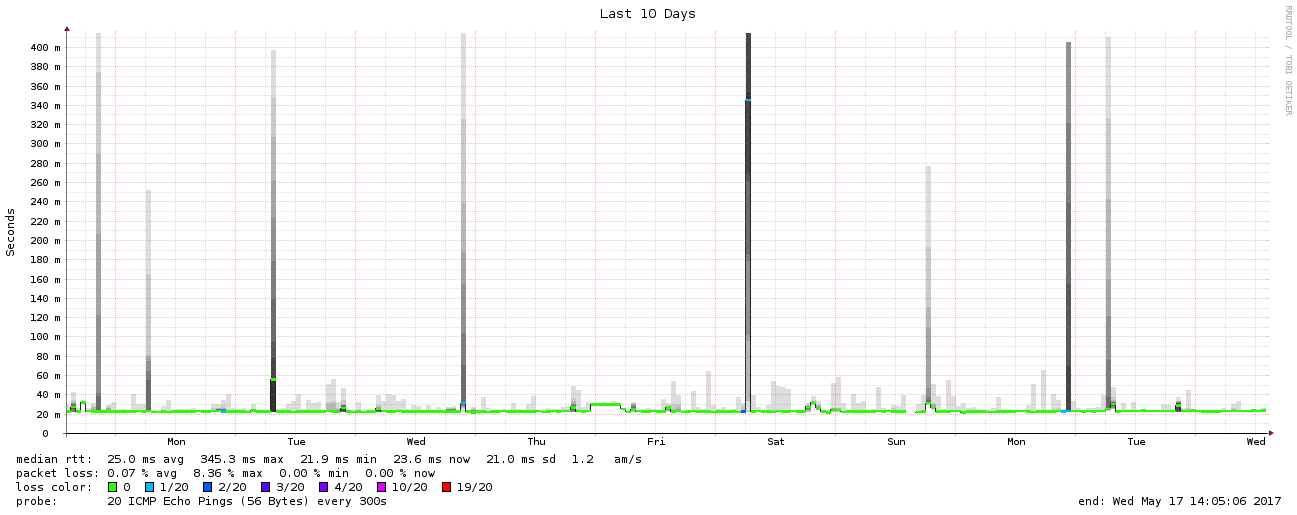 Last 10 Days
RRDTOOL / TOBI OETIKER
Seconds
400 m
380 m
360 m
340 m
320 m
300 m
280 m
260 m
240 m
220 m
200 m
180 m
160 m
140 m
120 m
100 m
80 m
60 m
40 m
20 m
0
Mon Tue Wed Thu Fri Sat Sun Mon Tue Wed
median rtt: 25.0 ms avg 345.3 ms max 21.9 ms min 23.6 ms now 21.0 ms sd 1.2 am/s
packet loss: 0.07 % avg 8.36 % max 0.00 % min 0.00 % now
loss color: 0 1/20 2/20 3/20 4/20 10/20 19/20
probe: 20 ICMP Echo Pings (56 Bytes) every 300s end: Wed May 17 14:05:06 2017